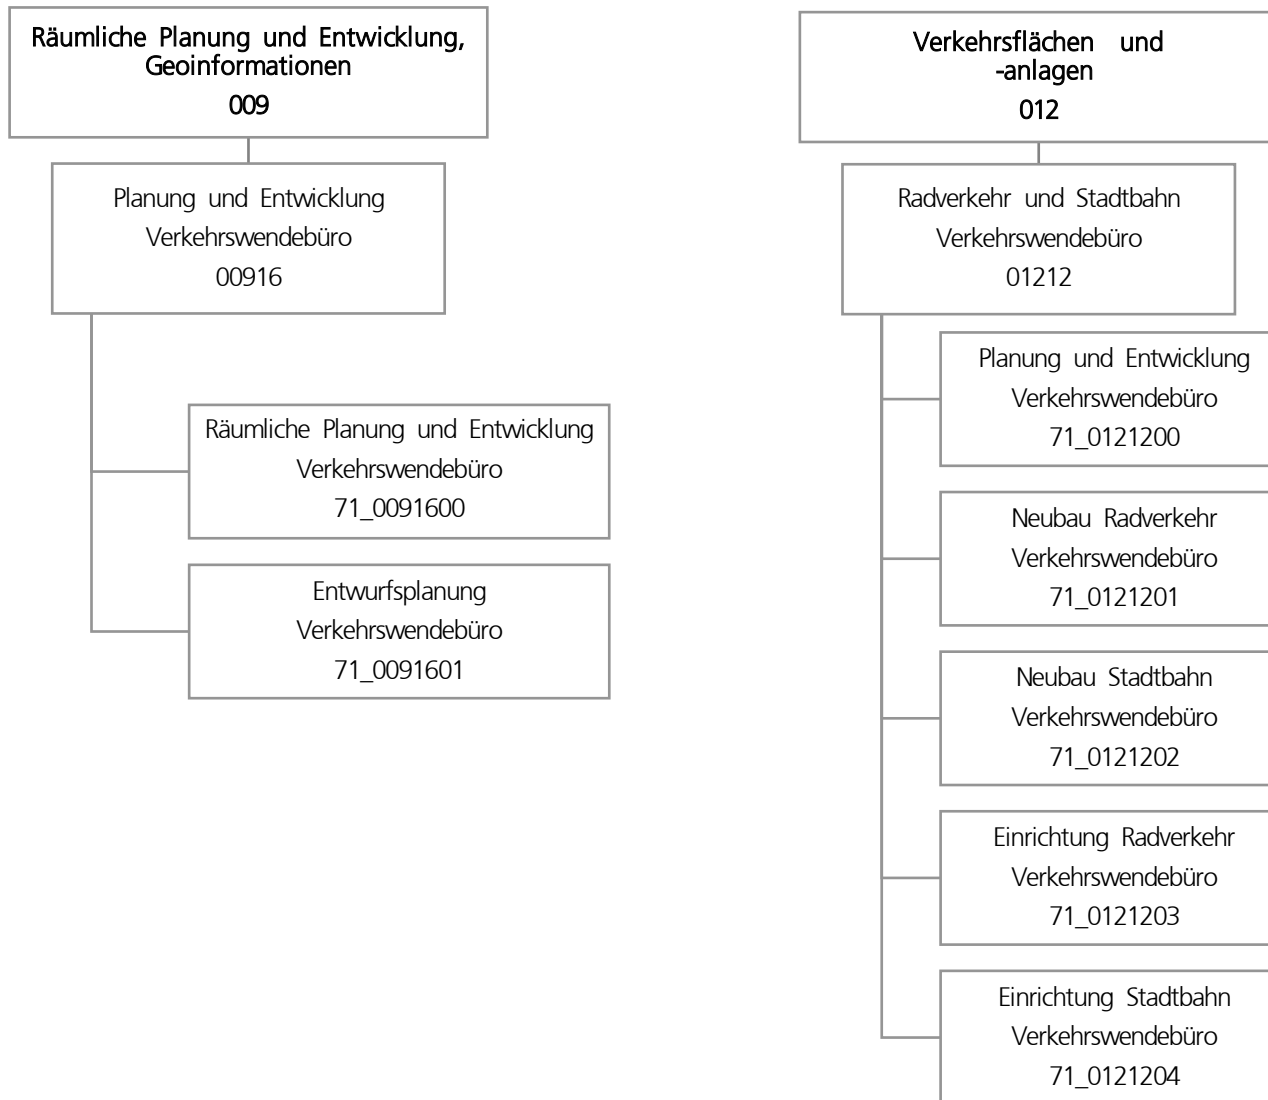 Räumliche Planung und Entwicklung,
Geoinformationen
009
Planung und Entwicklung
Verkehrswendebüro
00916
Räumliche Planung und Entwicklung
Verkehrswendebüro
71_0091600
Entwurfsplanung
Verkehrswendebüro
71_0091601
Verkehrsflächen und
-anlagen
012
Radverkehr und Stadtbahn
Verkehrswendebüro
01212
Planung und Entwicklung
Verkehrswendebüro
71_0121200
Neubau Radverkehr
Verkehrswendebüro
71_0121201
Neubau Stadtbahn
Verkehrswendebüro
71_0121202
Einrichtung Radverkehr
Verkehrswendebüro
71_0121203
Einrichtung Stadtbahn
Verkehrswendebüro
71_0121204